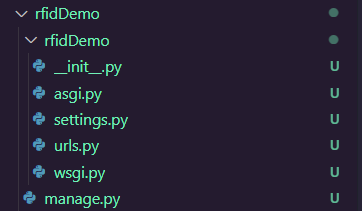 rfidDemo
rfidDemo
__init__.py U
asgi.py U
settings.py U
urls.py U
wsgi.py U
manage.py U